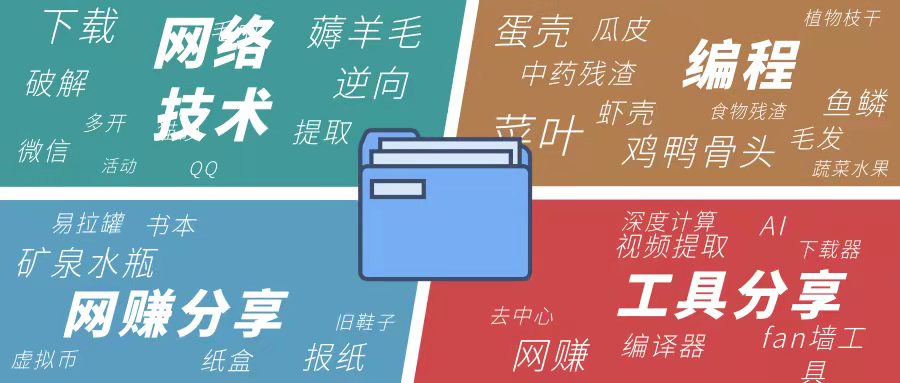 下载
网络
技术
薅羊毛
破解
逆向
多开
提取
微信
活动
QQ
蛋壳
瓜皮
植物枝干
编程
中药残渣
鱼鳞
虾壳
食物残渣
菜叶
鸡鸭骨头
毛发
蔬菜水果
易拉罐
书本
矿泉水瓶
网赚分享
旧鞋子
虚拟币
纸盒
报纸
深度计算
AI
视频提取
下载器
工具分享
去中心
网赚
编译器
fan墙工
具